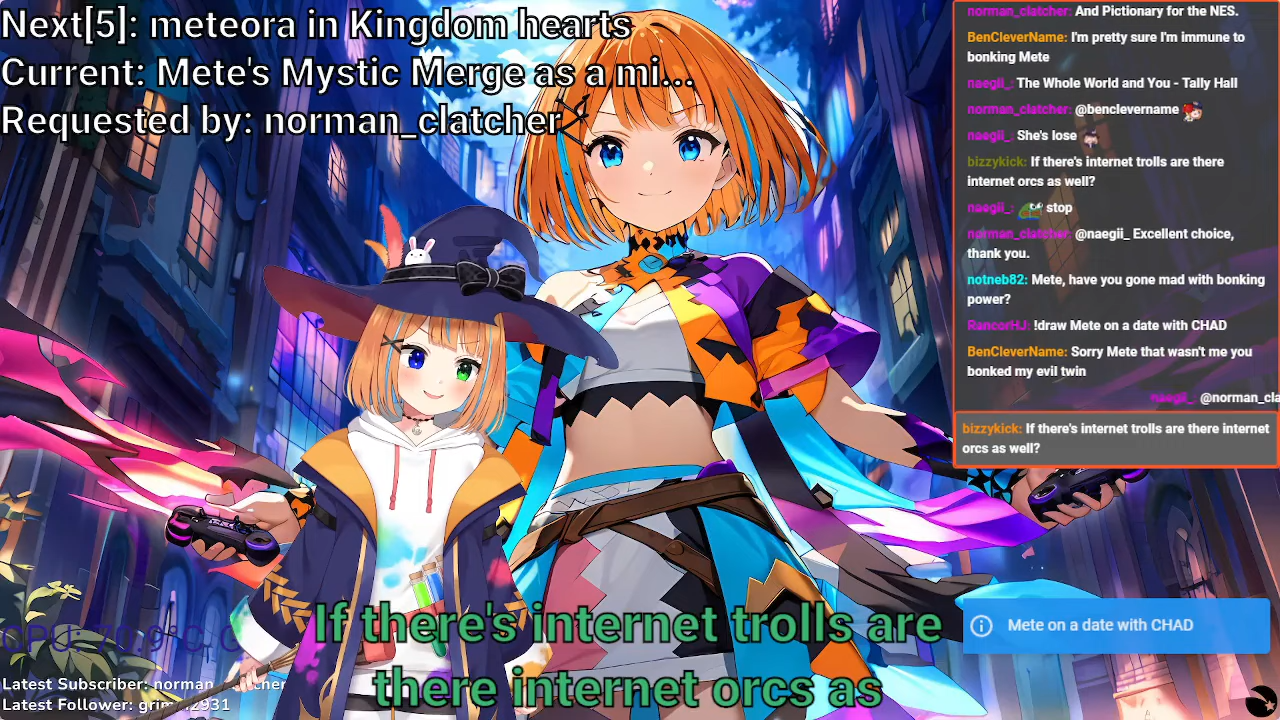 Next[5]: meteora in Kingdom hearts
Current: Mete's Mystic Merge as a mi...
Requested by: norman_clatcher
norman_clatcher: And Pictionary for the NES.
BenCleverName: I'm pretty sure I'm immune to
bonking Mete
naegii_: The Whole World and You - Tally Hall
norman_clatcher: @benclevername
naegii_: She's lose
bizzykick: If there's internet trolls are there
internet orcs as well?
naegii_: stop
norman_clatcher: @naegii_ Excellent choice,
thank you.
notneb82: Mete, have you gone mad with bonking
power?
RancorHJ: !draw Mete on a date with CHAD
BenCleverName: Sorry Mete that wasn't me you
bonked my evil twin
naegii_: @norman_cla
bizzykick: If there's internet trolls are there internet
orcs as well?
Mete on a date with CHAD
If there's internet trolls are
there internet orcs as
CPU: 70.9°C
Latest Subscriber: norman
Latest Follower: